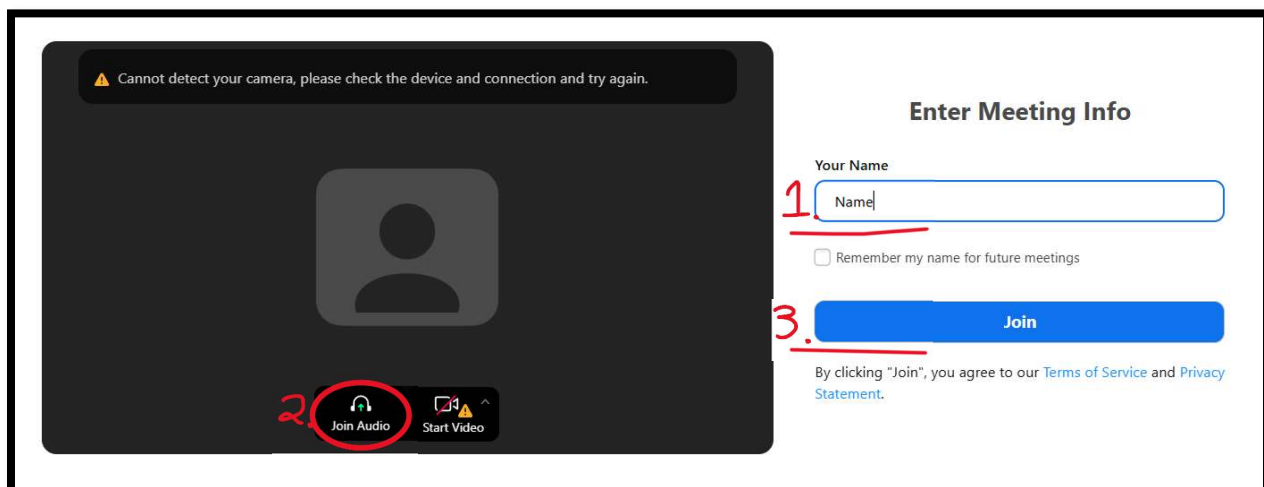 Cannot detect your camera, please check the device and connection and try again.
Enter Meeting Info
Your Name
1.
Name
Remember my name for future meetings
3.
Join
By clicking "Join", you agree to our Terms of Service and Privacy
Statement.
2.
Join Audio
Start Video